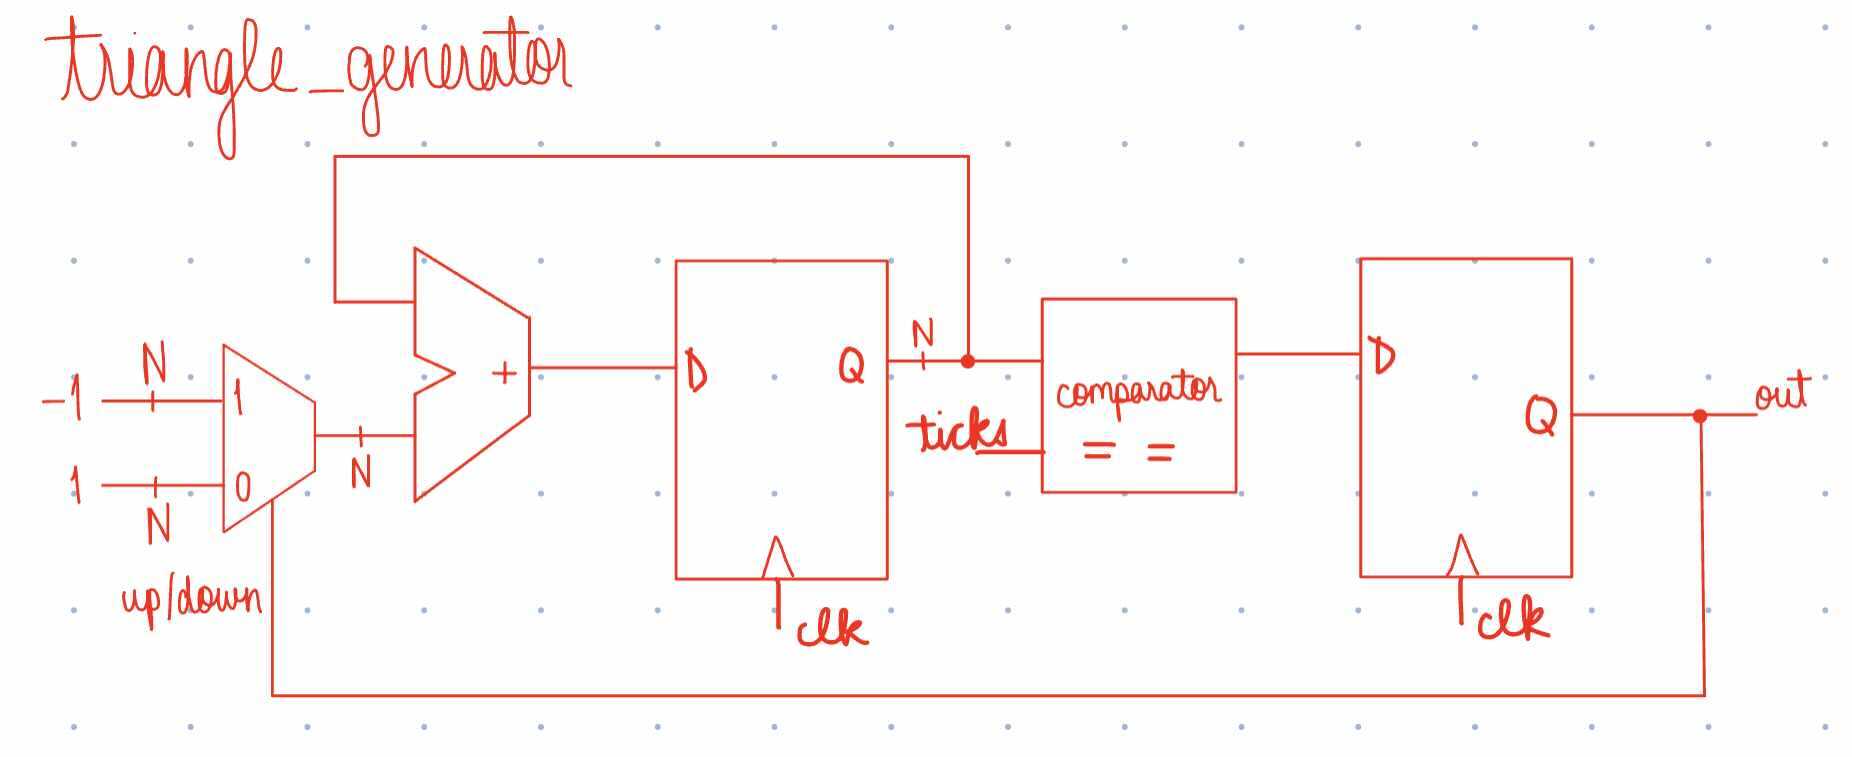 triangle_generator
N
-1
1
1
0
N
up/down
N
+
D
Q
clk
N
ticks
comparator
= =
D
Q
clk
out